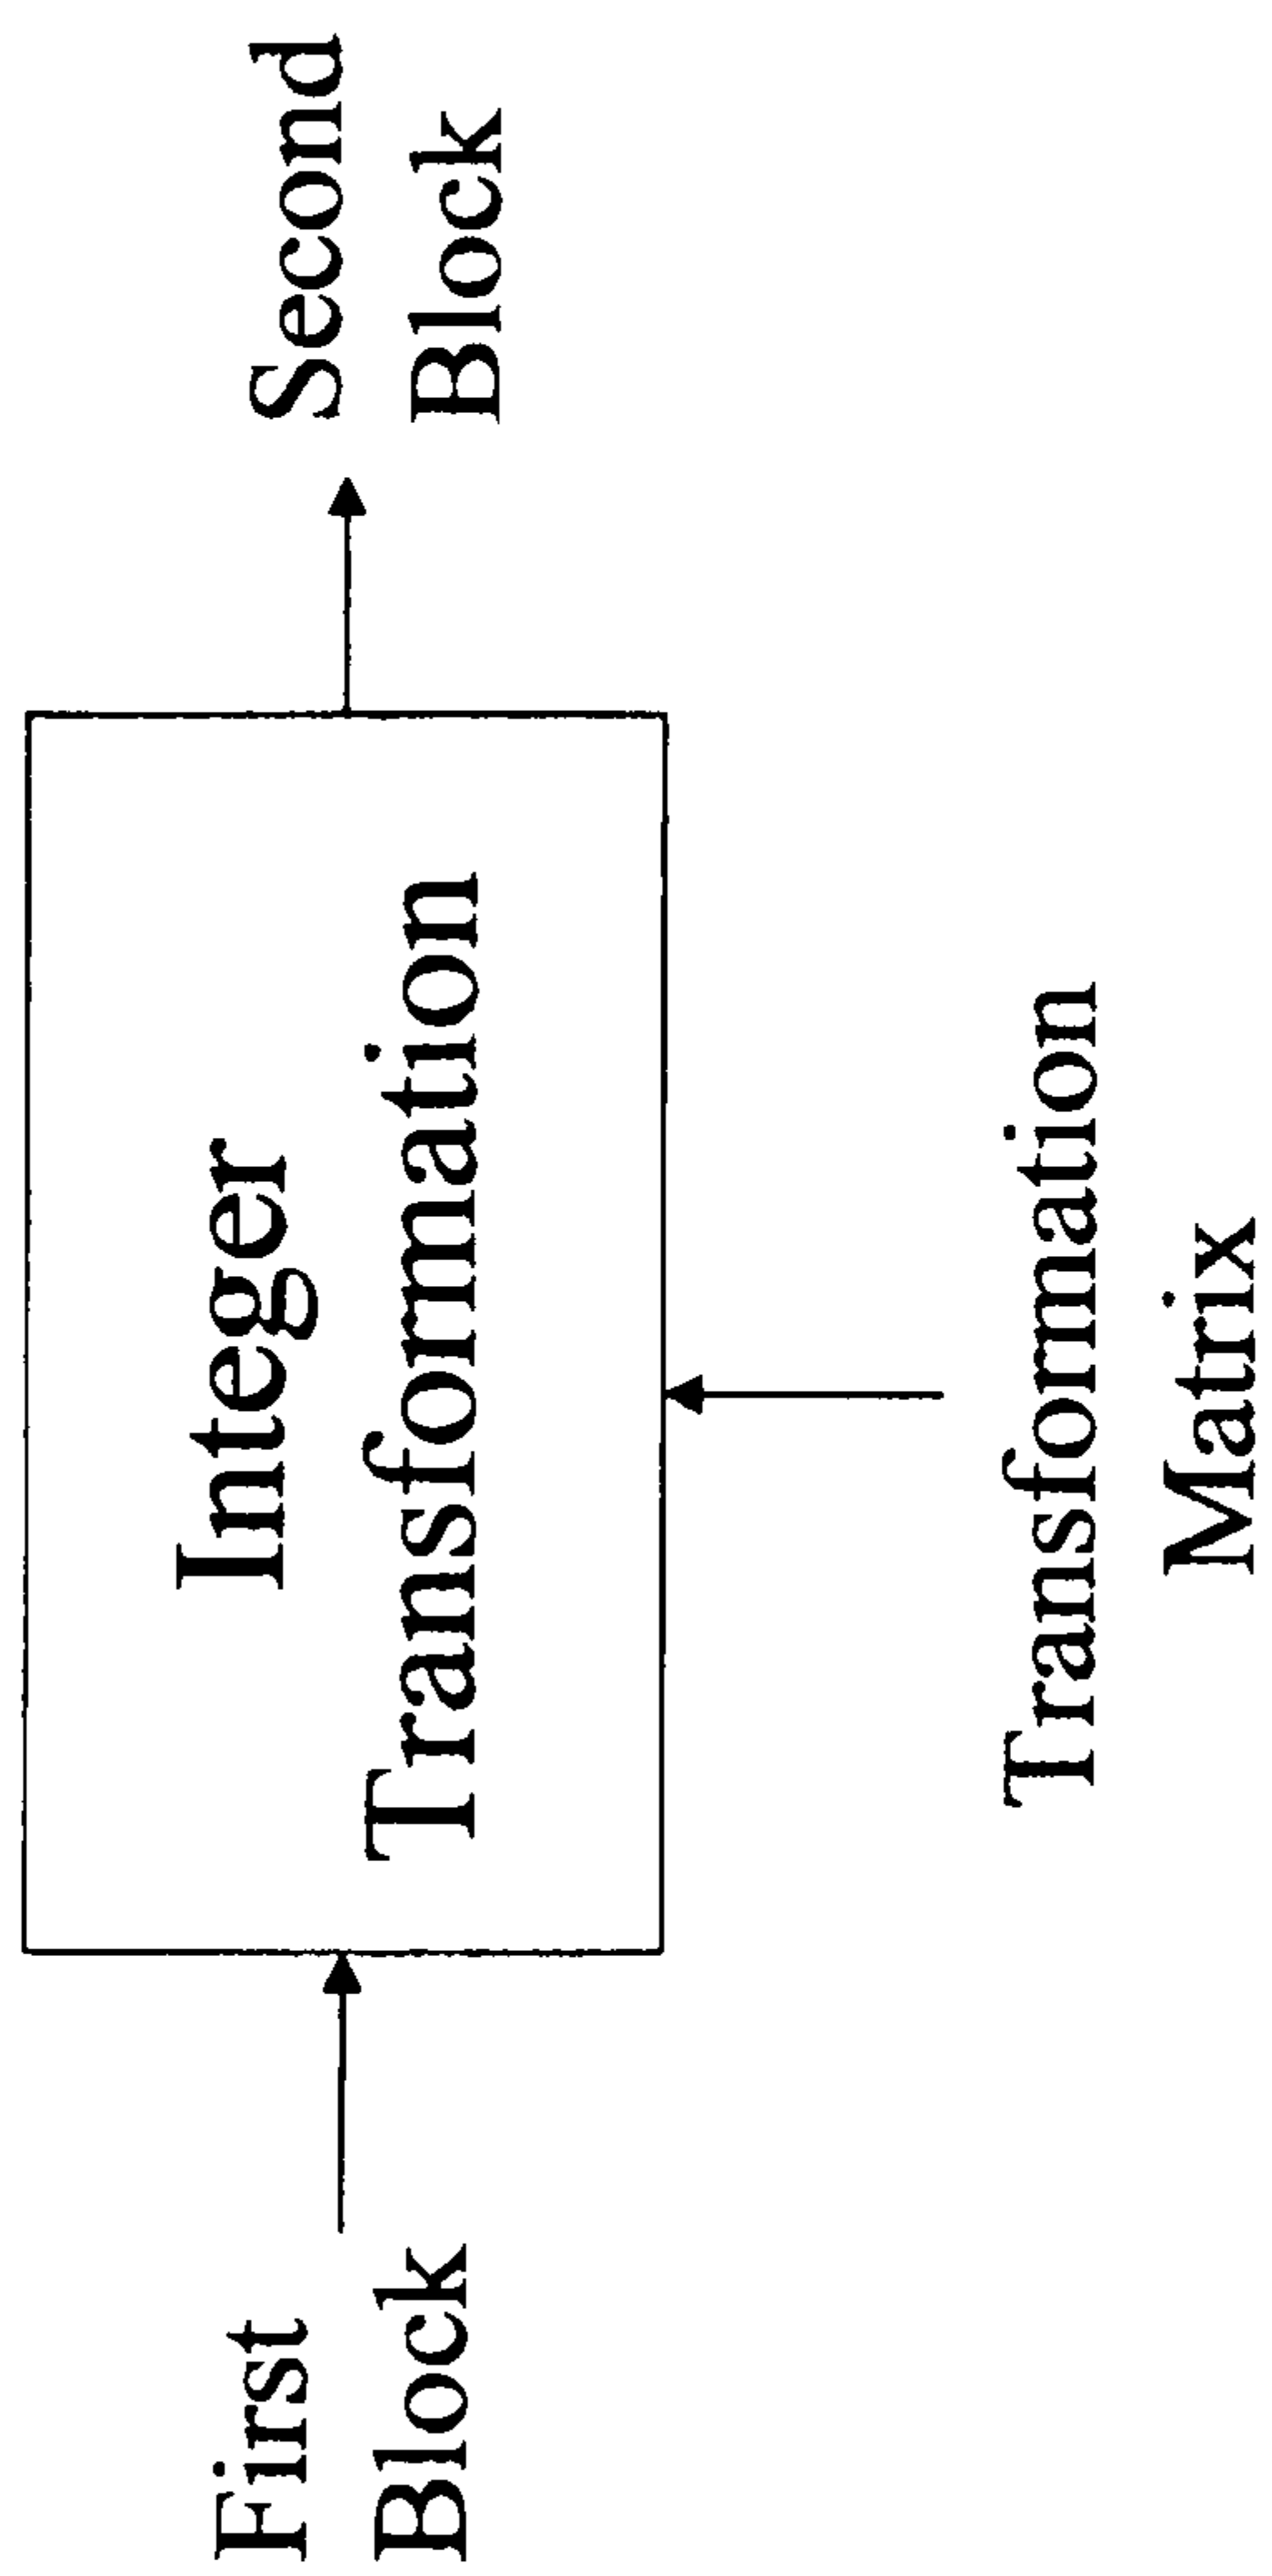 First
Block
Integer
Transformation
Second
Block
Transformation
Matrix